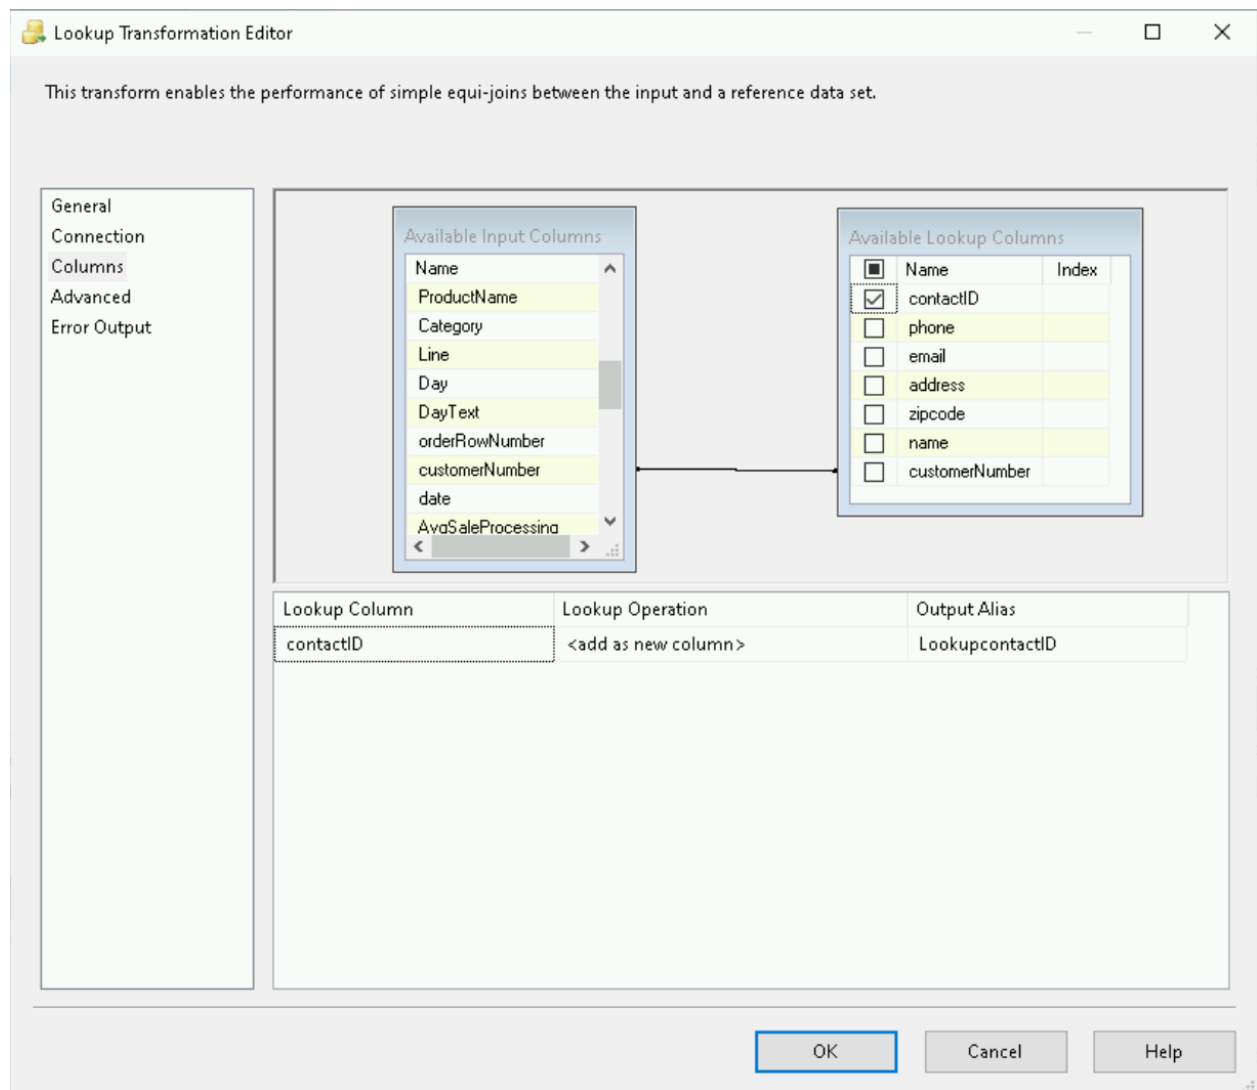 Lookup Transformation Editor
This transform enables the performance of simple equi-joins between the input and a reference data set.
General
Connection
Columns
Advanced
Error Output
Available Input Columns
Name
ProductName
Category
Line
Day
DayText
orderRowNumber
customerNumber
date
AvgSaleProcessing
Available Lookup Columns
Name Index
contactID
phone
email
address
zipcode
name
customerNumber
Lookup Column Lookup Operation Output Alias
contactID <add as new column> LookupcontactID
OK Cancel Help